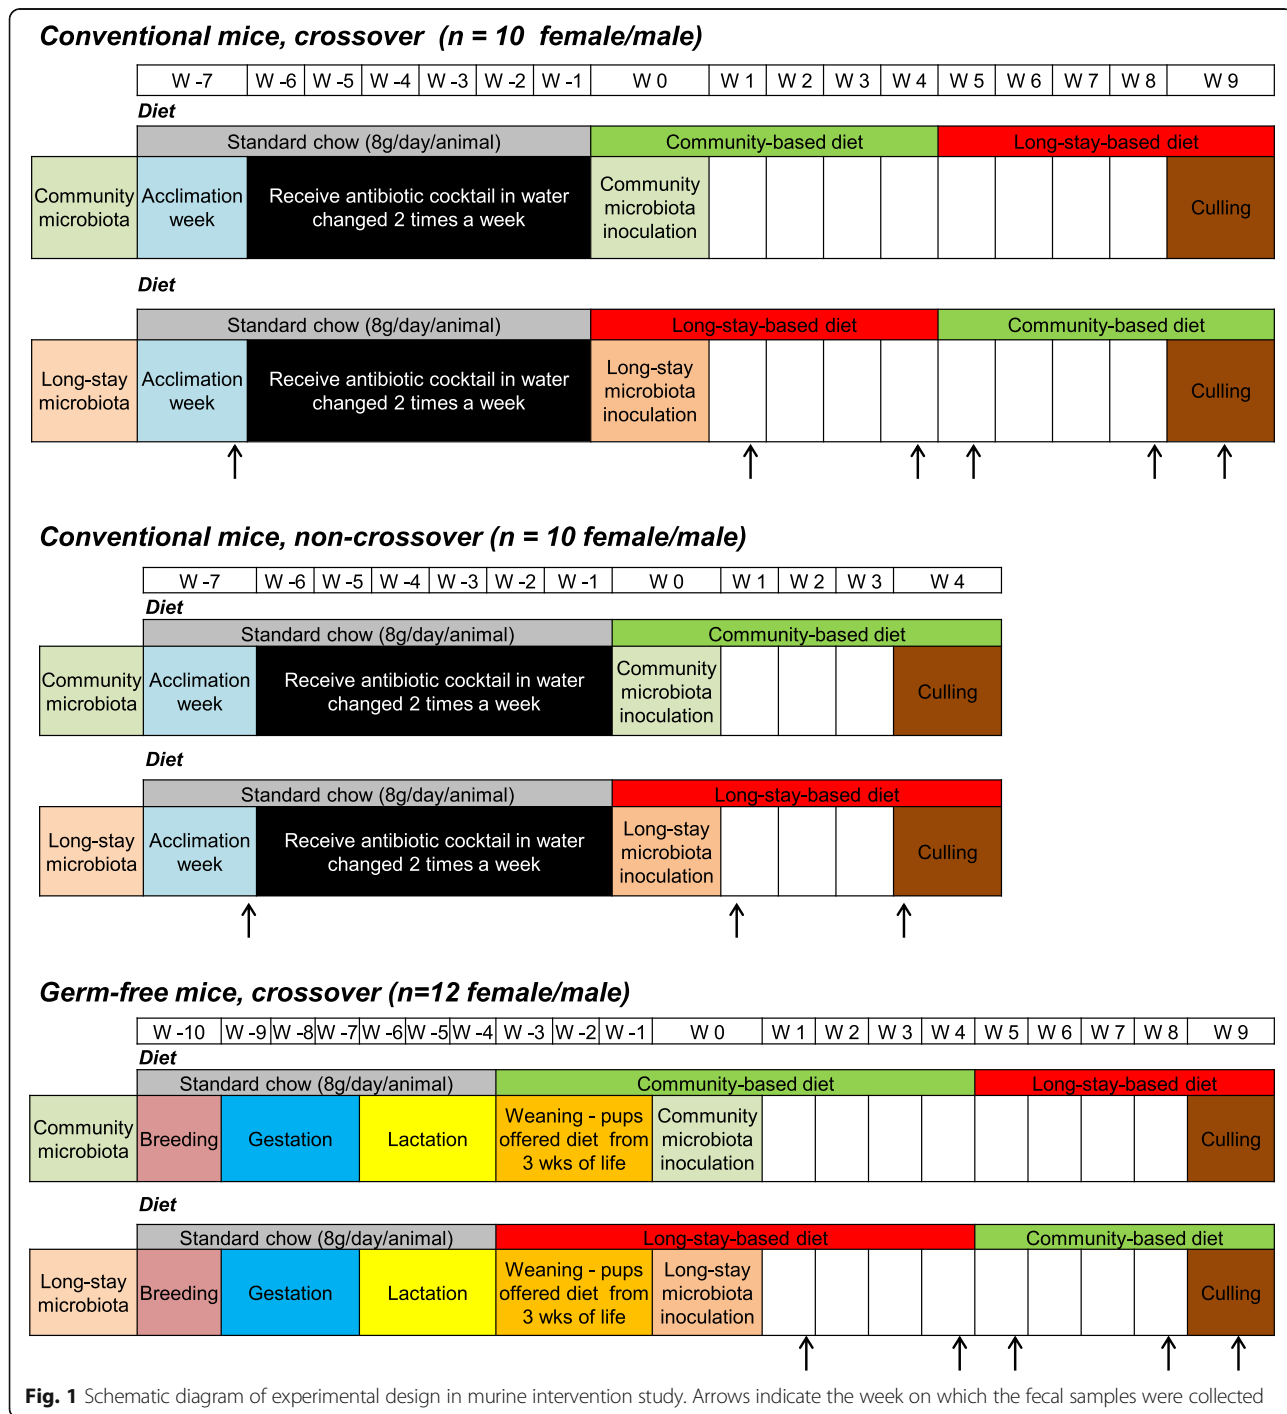 Conventional mice, crossover (n = 10 female/male)
W -7 W -6 W -5 W -4 W -3 W -2 W -1 W 0 W 1 W 2 W 3 W 4 W 5 W 6 W 7 W 8 W 9
Diet
Standard chow (8g/day/animal) Community-based diet Long-stay-based diet
Community
microbiota
Acclimation
week
Receive antibiotic cocktail in water
changed 2 times a week
Community
microbiota
inoculation
Culling
Diet
Standard chow (8g/day/animal) Long-stay-based diet Community-based diet
Long-stay
microbiota
Acclimation
week
Receive antibiotic cocktail in water
changed 2 times a week
Long-stay
microbiota
inoculation
Culling
Conventional mice, non-crossover (n = 10 female/male)
W -7 W -6 W -5 W -4 W -3 W -2 W -1 W 0 W 1 W 2 W 3 W 4
Diet
Standard chow (8g/day/animal) Community-based diet
Community
microbiota
Acclimation
week
Receive antibiotic cocktail in water
changed 2 times a week
Community
microbiota
inoculation
Culling
Diet
Standard chow (8g/day/animal) Long-stay-based diet
Long-stay
microbiota
Acclimation
week
Receive antibiotic cocktail in water
changed 2 times a week
Long-stay
microbiota
inoculation
Culling
Germ-free mice, crossover (n=12 female/male)
W -10 W -9 W -8 W -7 W -6 W -5 W -4 W -3 W -2 W -1 W 0 W 1 W 2 W 3 W 4 W 5 W 6 W 7 W 8 W 9
Diet
Standard chow (8g/day/animal) Community-based diet Long-stay-based diet
Community
microbiota
Breeding
Gestation
Lactation
Weaning - pups
offered diet from
3 wks of life
Community
microbiota
inoculation
Culling
Diet
Standard chow (8g/day/animal) Long-stay-based diet Community-based diet
Long-stay
microbiota
Breeding
Gestation
Lactation
Weaning - pups
offered diet from
3 wks of life
Long-stay
microbiota
inoculation
Culling
Fig. 1 Schematic diagram of experimental design in murine intervention study. Arrows indicate the week on which the fecal samples were collected